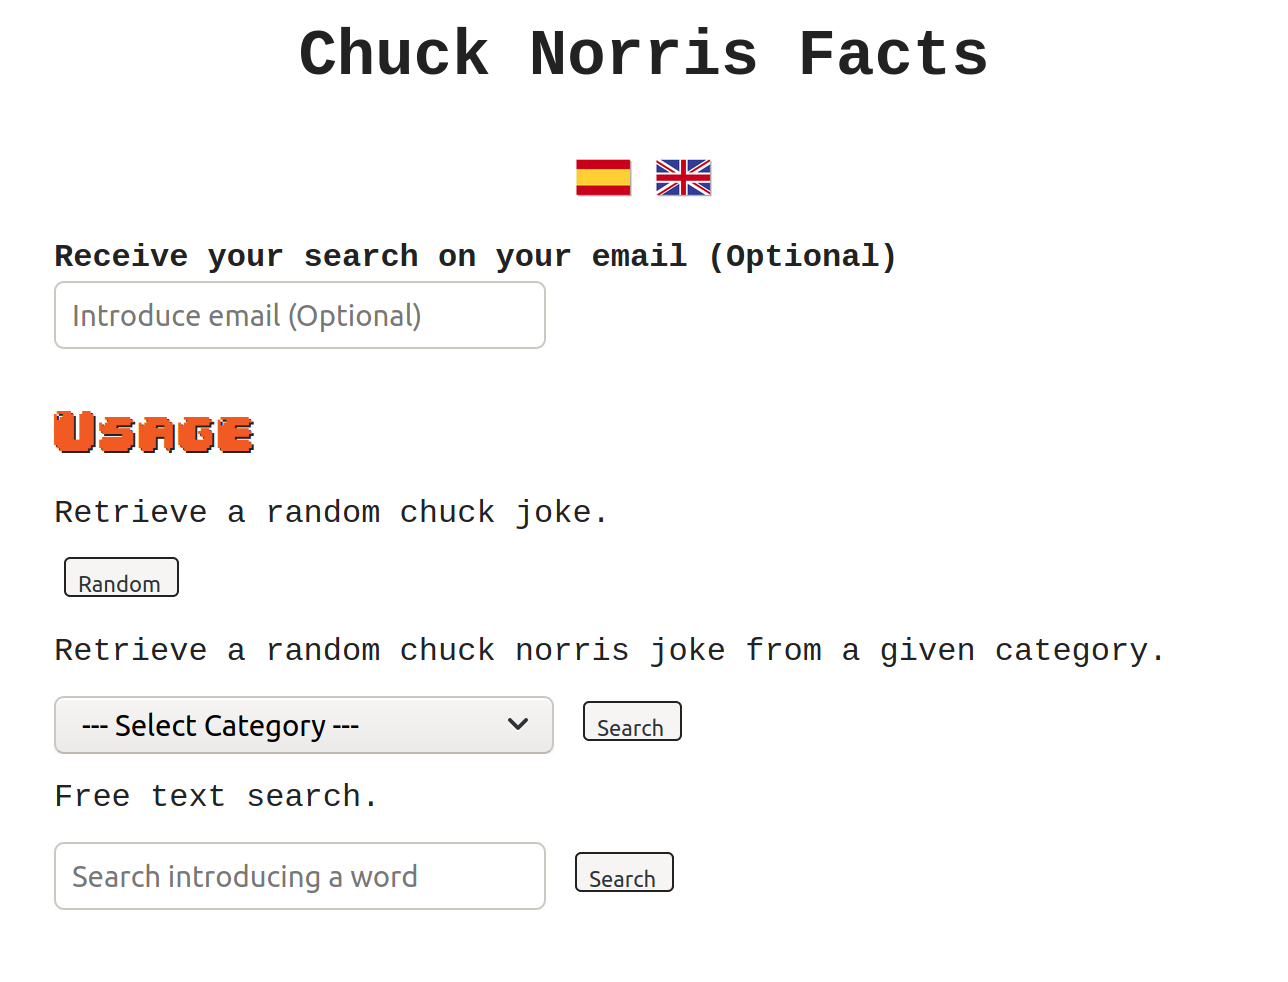 Chuck Norris Facts
Receive your search on your email (Optional)
Introduce email (Optional)
Usage
Retrieve a random chuck joke.
Random
Retrieve a random chuck norris joke from a given category.
--- Select Category --- Search
Free text search.
Search introducing a word Search